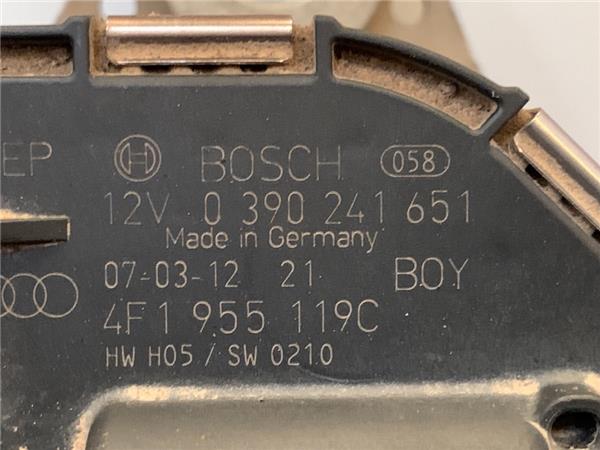 EP BOSCH 058
12V 0 390 241 651
Made in Germany
07-03-12 21 BOY
4F1 955 119C
HW H05 / SW 0210